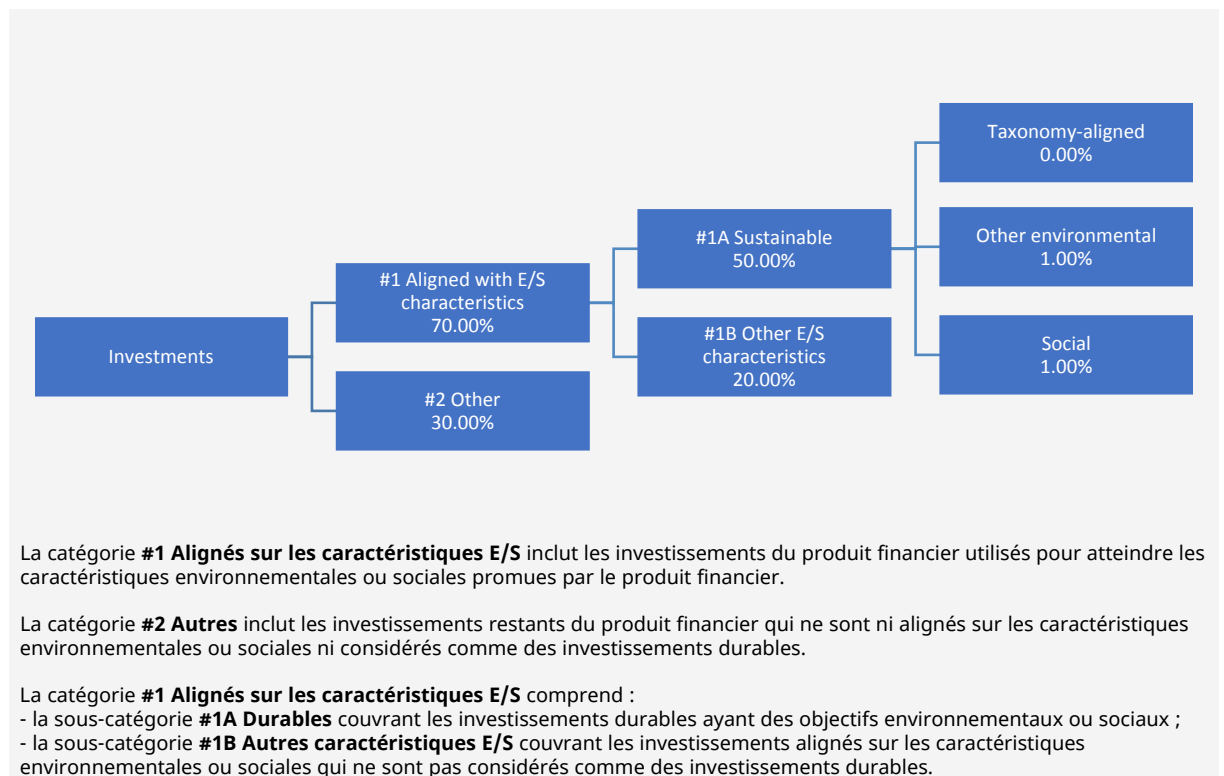 Investments
#1 Aligned with E/S
characteristics
70.00%
#2 Other
30.00%
#1A Sustainable
50.00%
#1B Other E/S
characteristics
20.00%
Taxonomy-aligned
0.00%
Other environmental
1.00%
Social
1.00%
La catégorie #1 Alignés sur les caractéristiques E/S inclut les investissements du produit financier utilisés pour atteindre les
caractéristiques environnementales ou sociales promues par le produit financier.
La catégorie #2 Autres inclut les investissements restants du produit financier qui ne sont ni alignés sur les caractéristiques
environnementales ou sociales ni considérés comme des investissements durables.
La catégorie #1 Alignés sur les caractéristiques E/S comprend :
- la sous-catégorie #1A Durables couvrant les investissements durables ayant des objectifs environnementaux ou sociaux ;
- la sous-catégorie #1B Autres caractéristiques E/S couvrant les investissements alignés sur les caractéristiques
environnementales ou sociales qui ne sont pas considérés comme des investissements durables.